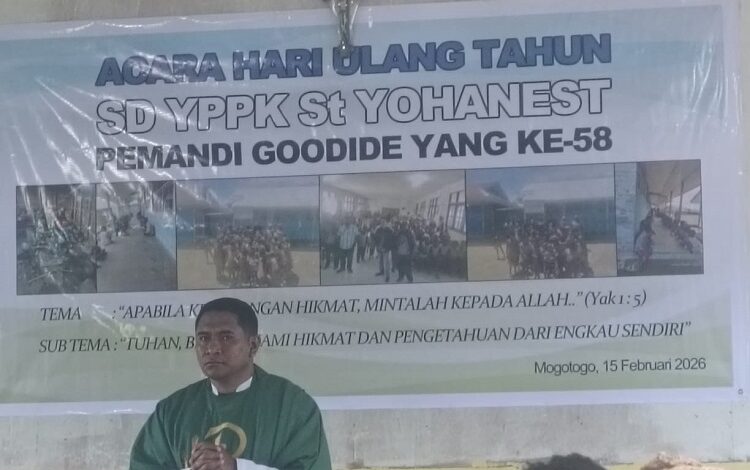 ACARA HARI ULANG TAHUN
SD YPPK St YOHANEST
PEMANDI GOODIDE YANG KE-58
TEMA : “APABILA HIKMAT, MINTALAH KEPADA ALLAH..” (Yak 1 : 5)
SUB TEMA : “TUHAN, HIKMAT DAN PENGETAHUAN DARI ENGKAU SENDIRI”
Mogotogo, 15 Februari 2026